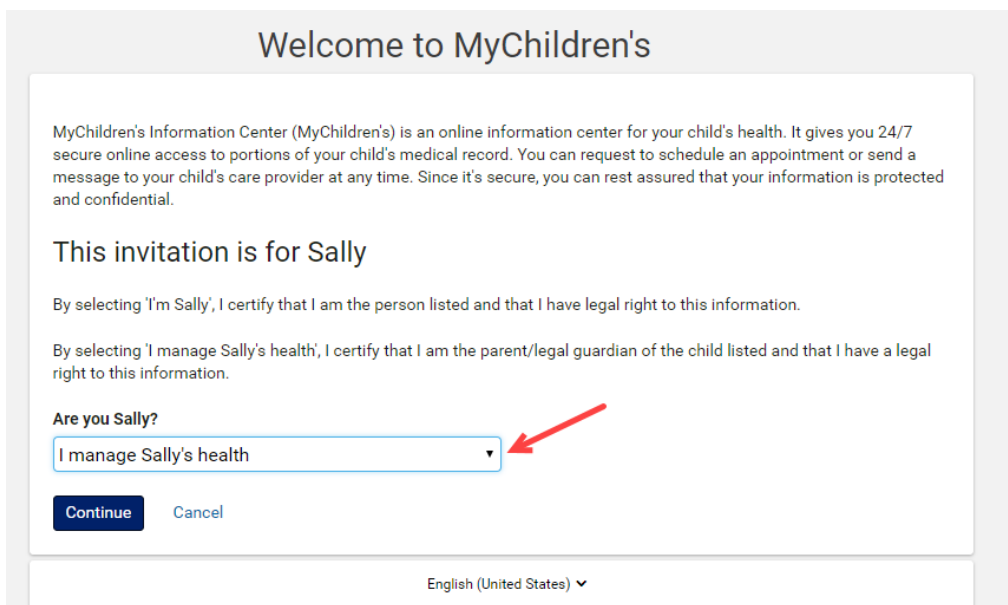 Welcome to MyChildren's
MyChildren's Information Center (MyChildren's) is an online information center for your child's health. It gives you 24/7
secure online access to portions of your child's medical record. You can request to schedule an appointment or send a
message to your child's care provider at any time. Since it's secure, you can rest assured that your information is protected
and confidential.
This invitation is for Sally
By selecting 'I'm Sally', I certify that I am the person listed and that I have legal right to this information.
By selecting 'I manage Sally's health', I certify that I am the parent/legal guardian of the child listed and that I have a legal
right to this information.
Are you Sally?
I manage Sally's health
Continue Cancel
English (United States)